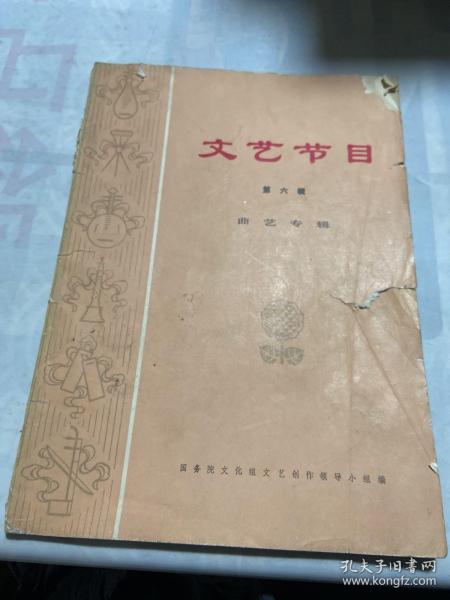 文艺节目
第六辑
曲艺专辑
国务院文化组文艺创作领导小组编
孔夫子旧书网
www.kongfz.com